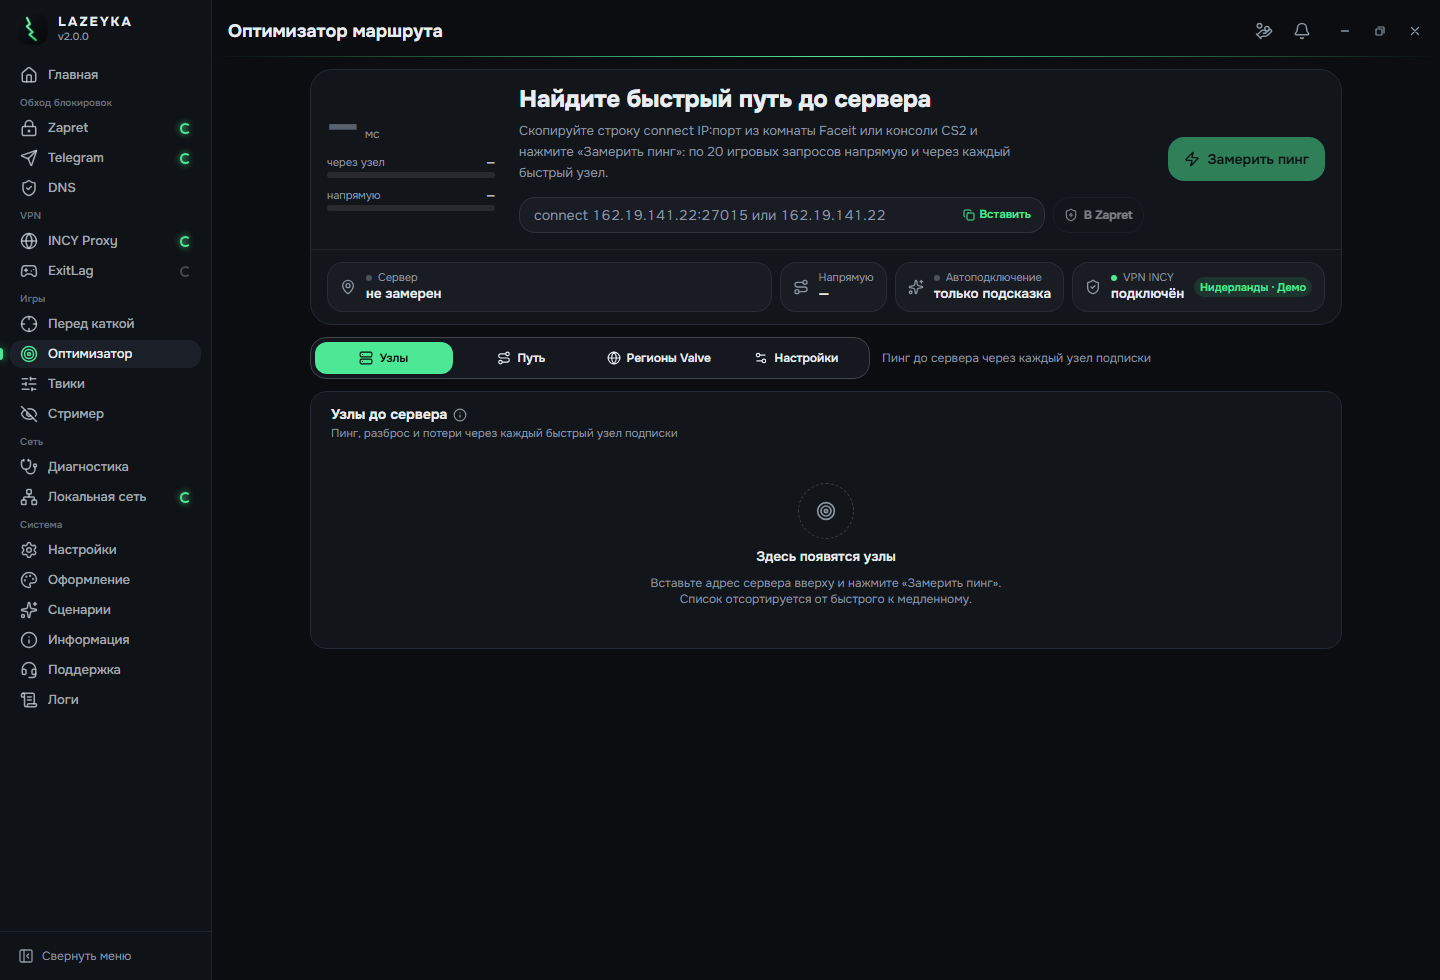 LAZEYKA
v2.0.0
Главная
Обход блокировок
Zapret
Telegram
DNS
VPN
INCY Proxy
ExitLag
Игры
Перед каткой
Оптимизатор
Твики
Стример
Сеть
Диагностика
Локальная сеть
Система
Настройки
Оформление
Сценарии
Информация
Поддержка
Логи
Свернуть меню
Оптимизатор маршрута
— мс
через узел —
напрямую —
Найдите быстрый путь до сервера
Скопируйте строку connect IP:порт из комнаты Faceit или консоли CS2 и
нажмите «Замерить пинг»: по 20 игровых запросов напрямую и через каждый
быстрый узел.
connect 162.19.141.22:27015 или 162.19.141.22 Вставить
В Zapret
Замерить пинг
Сервер
не замерен
Напрямую
—
Автоподключение
только подсказка
VPN INCY
подключён
Нидерланды · Демо
Узлы Путь Регионы Valve Настройки
Пинг до сервера через каждый узел подписки
Узлы до сервера
Пинг, разброс и потери через каждый быстрый узел подписки
Здесь появятся узлы
Вставьте адрес сервера вверху и нажмите «Замерить пинг».
Список отсортируется от быстрого к медленному.